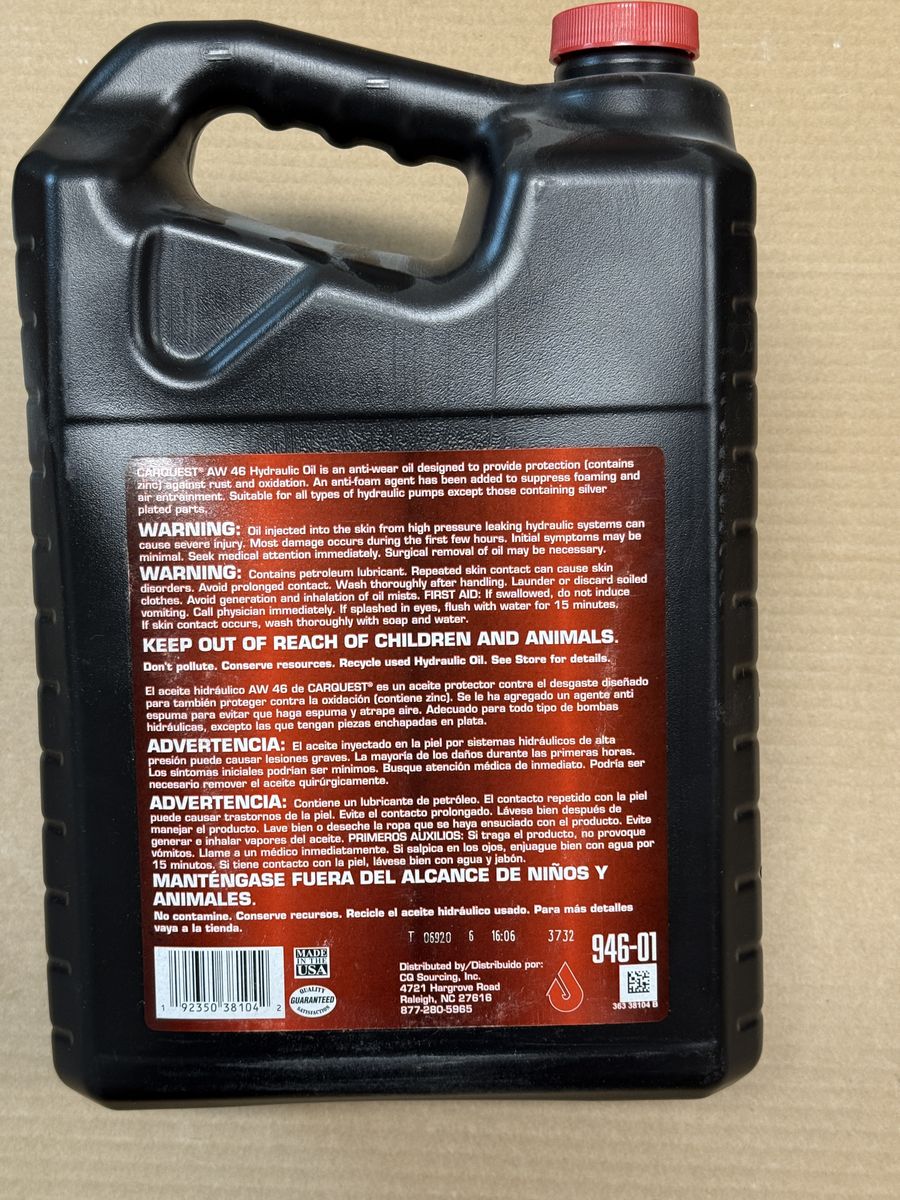 CARQUEST® AW 46 Hydraulic Oil is an anti-wear oil designed to provide protection (contains
zinc) against rust and oxidation. An anti-foam agent has been added to suppress foaming and
air entrainment. Suitable for all types of hydraulic pumps except those containing silver
plated parts.
WARNING: Oil injected into the skin from high pressure leaking hydraulic systems can
cause severe injury. Most damage occurs during the first few hours. Initial symptoms may be
minimal. Seek medical attention immediately. Surgical removal of oil may be necessary.
WARNING: Contains petroleum lubricant. Repeated skin contact can cause skin
disorders. Avoid prolonged contact. Wash thoroughly after handling. Launder or discard soiled
clothes. Avoid generation and inhalation of oil mists. FIRST AID: If swallowed, do not induce
vomiting. Call physician immediately. If splashed in eyes, flush with water for 15 minutes.
If skin contact occurs, wash thoroughly with soap and water.
KEEP OUT OF REACH OF CHILDREN AND ANIMALS.
Don't pollute. Conserve resources. Recycle used Hydraulic Oil. See Store for details.
El aceite hidráulico AW 46 de CARQUEST® es un aceite protector contra el desgaste diseñado
para también proteger contra la oxidación (contiene zinc). Se le ha agregado un agente anti
espuma para evitar que haga espuma y atrape aire. Adecuado para todo tipo de bombas
hidráulicas, excepto las que tengan piezas enchapadas en plata.
ADVERTENCIA: El aceite inyectado en la piel por sistemas hidráulicos de alta
presión puede causar lesiones graves. La mayoría de los daños durante las primeras horas.
Los síntomas iniciales podrían ser mínimos. Busque atención médica de inmediato. Podría ser
necesario remover el aceite quirúrgicamente.
ADVERTENCIA: Contiene un lubricante de petróleo. El contacto repetido con la piel
puede causar trastornos de la piel. Evite el contacto prolongado. Lávese bien después de
manejar el producto. Lave bien o deseche la ropa que se haya ensuciado con el producto. Evite
generar e inhalar vapores del aceite. PRIMEROS AUXILIOS: Si traga el producto, no provoque
vómitos. Llame a un médico inmediatamente. Si salpica en los ojos, enjuague bien con agua por
15 minutos. Si tiene contacto con la piel, lávese bien con agua y jabón.
MANTÉNGASE FUERA DEL ALCANCE DE NIÑOS Y
ANIMALES.
No contamine. Conserve recursos. Recicle el aceite hidráulico usado. Para más detalles
vaya a la tienda.
T 06920 6 16:06 3732
946-01
MADE
IN THE
USA
QUALITY
GUARANTEED
SATISFACTION
1 92350 38104 2
Distributed by/Distribuido por:
CQ Sourcing, Inc.
4721 Hargrove Road
Raleigh, NC 27616
877-280-5965
363 38104 B